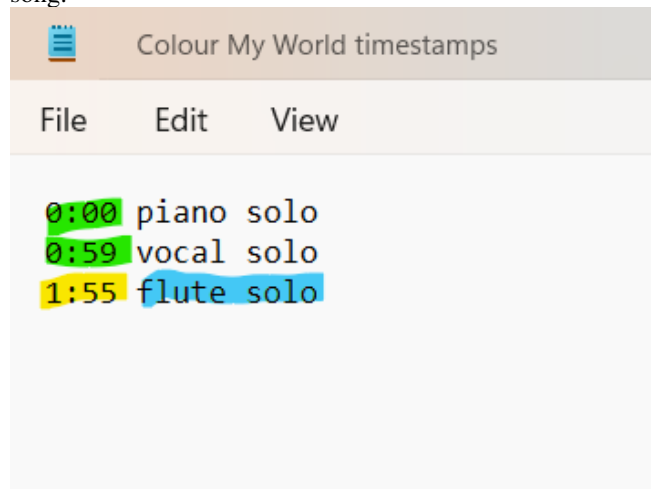 song.
Colour My World timestamps
File Edit View
0:00 piano solo
0:59 vocal solo
1:55 flute solo